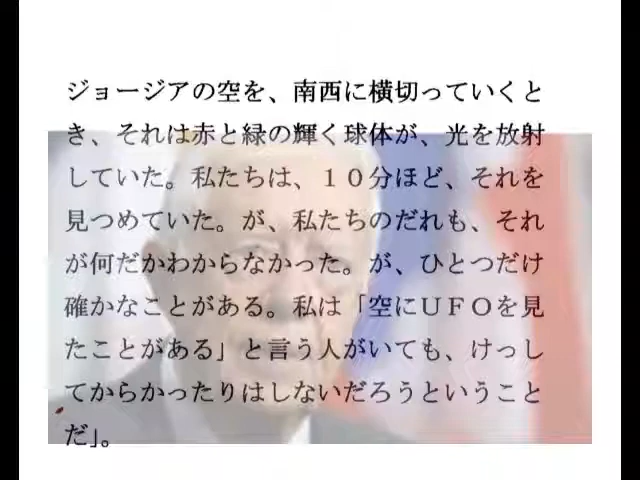 ジョージアの空を、南西に横切っていくと
き、それは赤と緑の輝く球体が、光を放射
していた。私たちは、１０分ほど、それを
見つめていた。が、私たちのだれも、それ
が何だかわからなかった。が、ひとつだけ
確かなことがある。私は「空にＵＦＯを見
たことがある」と言う人がいても、けっし
てからかったりはしないだろうということ
だ」。